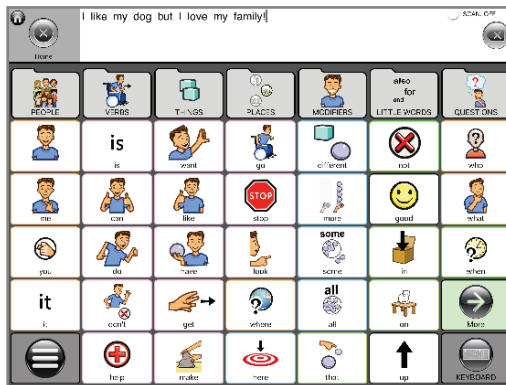 I like my dog but I love my family!
SCAN: OFF
Home
also
for
and
PEOPLE VERBS THINGS PLACES MODIFIERS LITTLE WORDS QUESTIONS
is
is want go different not who
STOP
me can like stop more good what
some
you do have look some in when
it all
it don't get where all on More
help make here that up KEYBOARD